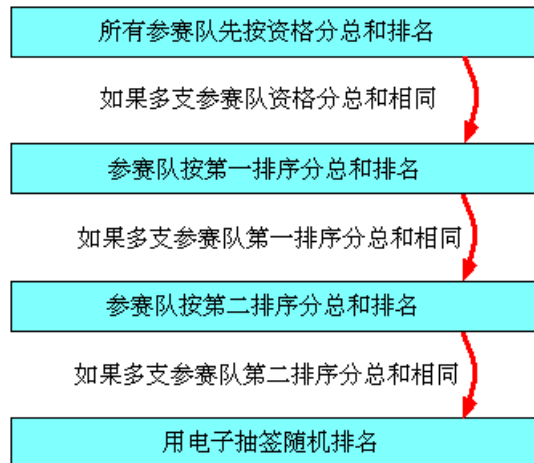 所有参赛队先按资格分总和排名
如果多支参赛队资格分总和相同
参赛队按第一排序分总和排名
如果多支参赛队第一排序分总和相同
参赛队按第二排序分总和排名
如果多支参赛队第二排序分总和相同
用电子抽签随机排名